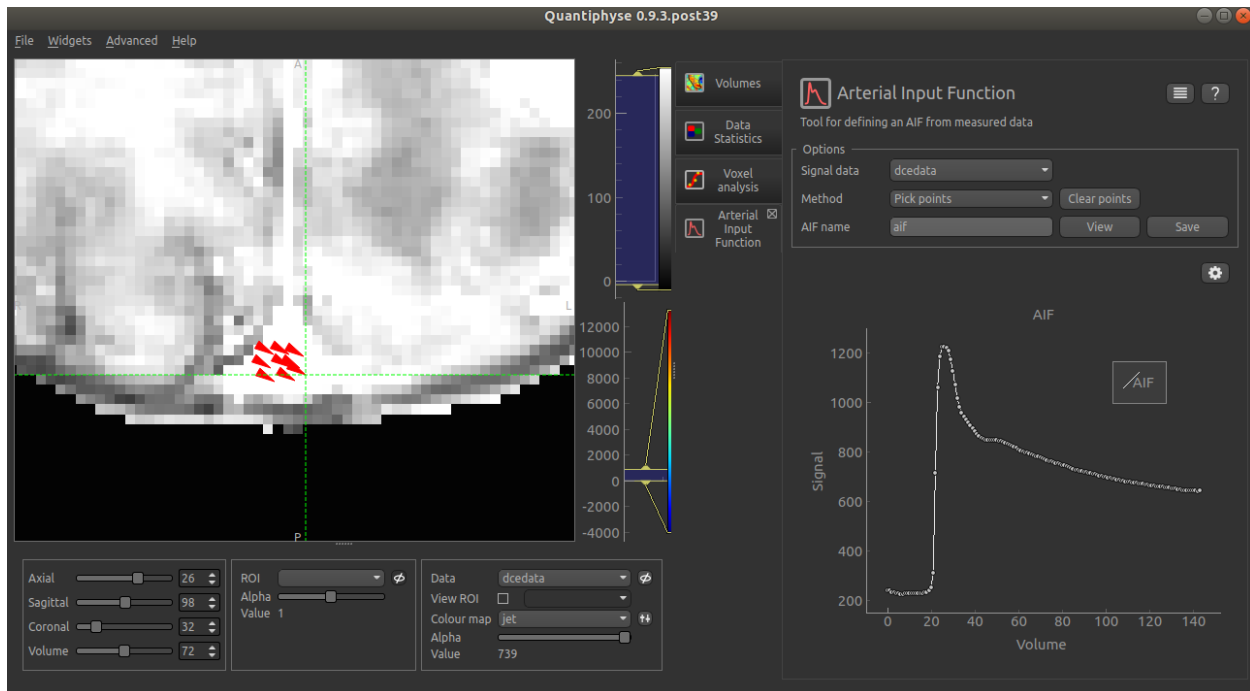 Quantiphyse 0.9.3.post39
File Widgets Advanced Help
A
L
P
200
100
0
12000
10000
8000
6000
4000
2000
0
-2000
-4000
Volumes
Data
Statistics
Voxel
analysis
Arterial
Input
Function
Arterial Input Function
?
Tool for defining an AIF from measured data
Options
Signal data dcedata
Method Pick points Clear points
AIF name aif View Save
AIF
AIF
Signal
1200
1000
800
600
400
200
0 20 40 60 80 100 120 140
Volume
Axial 26
Sagittal 98
Coronal 32
Volume 72
ROI
Alpha
Value 1
Data dcedata
View ROI
Colour map jet
Alpha
Value 739